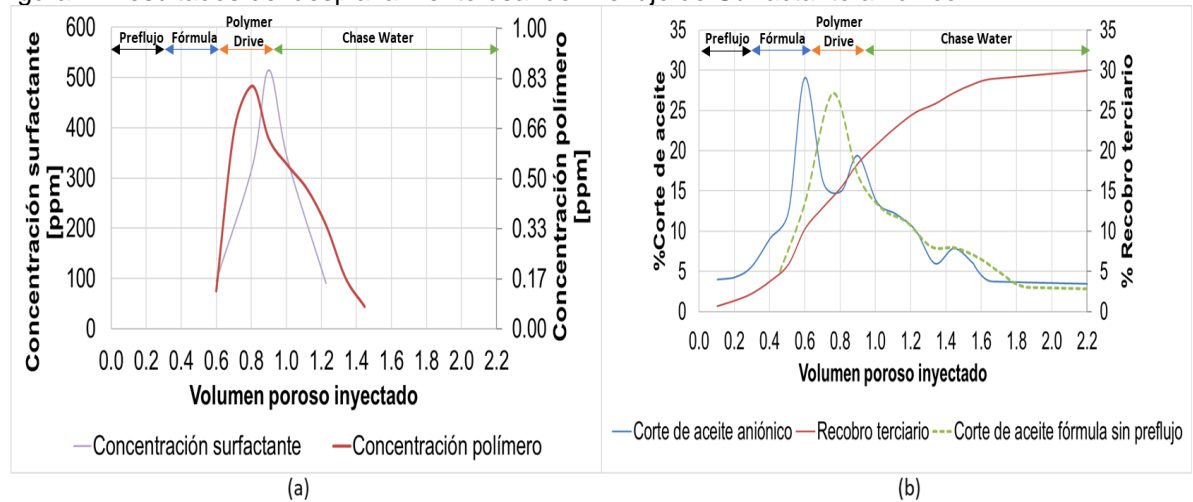 Polymer
Preflujo Fórmula Drive Chase Water
600
500
400
300
200
100
0
1.00
0.83
0.66
0.50
0.33
0.17
0.00
Concentración surfactante
[ppm]
Concentración polímero
[ppm]
0.0 0.2 0.4 0.6 0.8 1.0 1.2 1.4 1.6 1.8 2.0 2.2
Volumen poroso inyectado
Concentración surfactante Concentración polímero
(a)
Polymer
Preflujo Fórmula Drive Chase Water
35
30
25
20
15
10
5
0
35
30
25
20
15
10
5
0
%Corte de aceite
% Recobro terciario
0.0 0.2 0.4 0.6 0.8 1.0 1.2 1.4 1.6 1.8 2.0 2.2
Volumen poroso inyectado
Corte de aceite aniónico Recobro terciario Corte de aceite fórmula sin preflujo
(b)